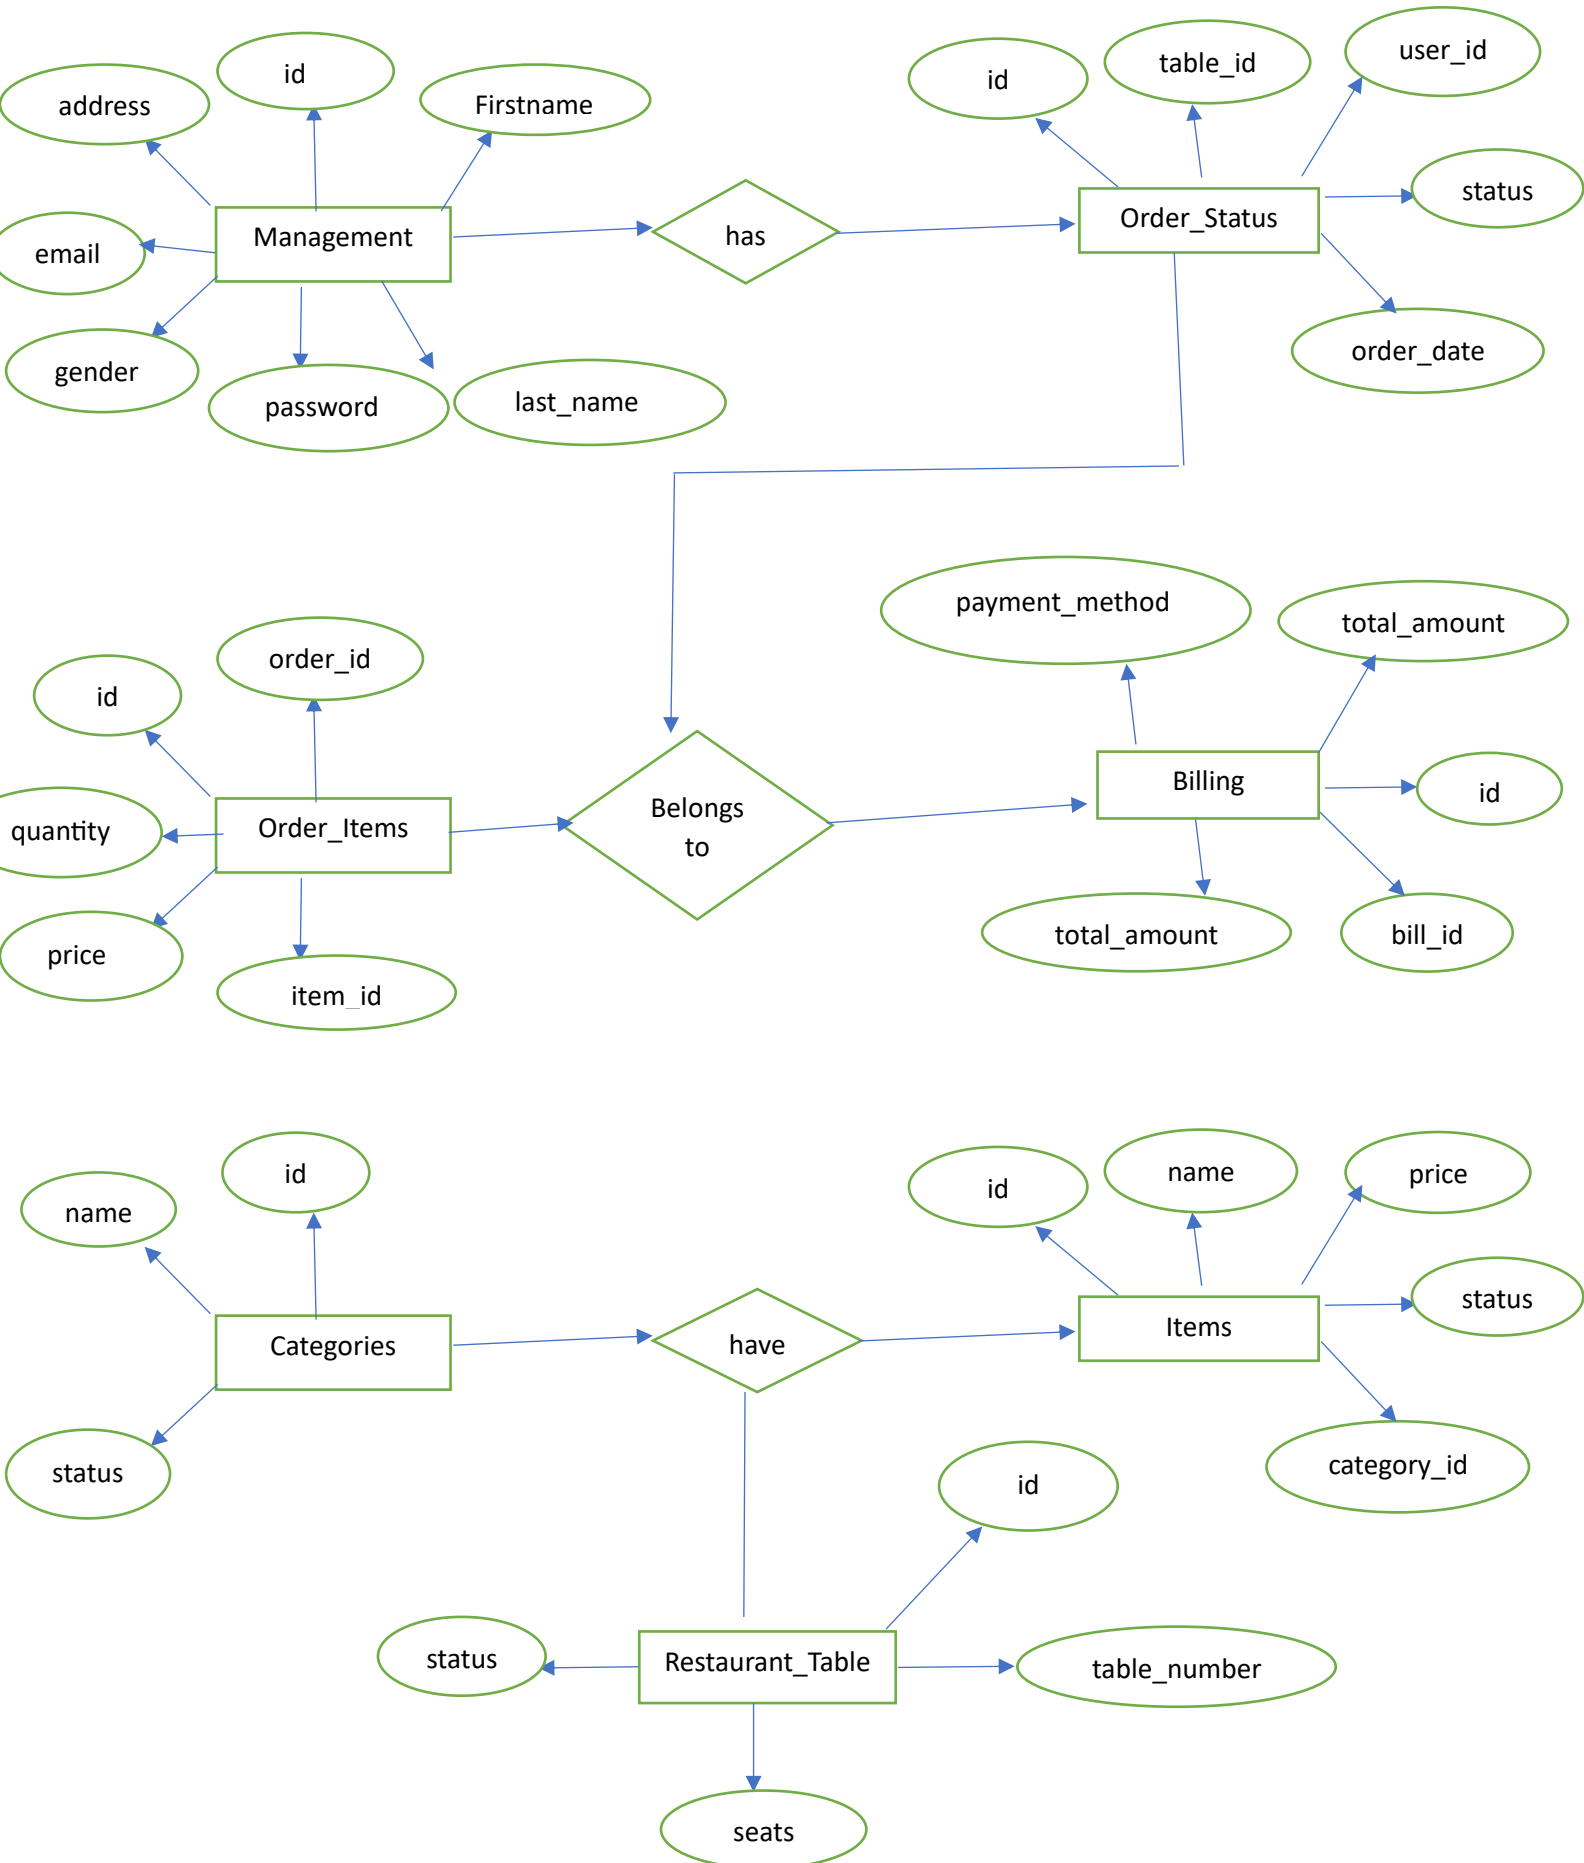 id
table_id
user_id
address
Firstname
id
status
Management
has
Order_Status
email
gender
password
last_name
order_date
payment_method
total_amount
id
order_id
quantity
Order_Items
Belongs
to
Billing
id
price
item_id
total_amount
bill_id
name
id
id
name
price
status
Categories
have
Items
status
category_id
id
status
Restaurant_Table
table_number
seats